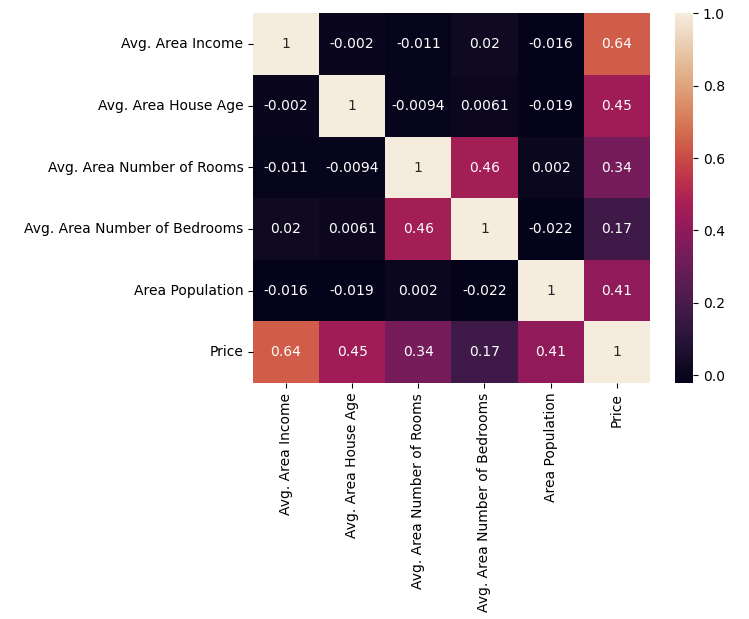 Avg. Area Income 1 -0.002 -0.011 0.02 -0.016 0.64
Avg. Area House Age -0.002 1 -0.0094 0.0061 -0.019 0.45
Avg. Area Number of Rooms -0.011 -0.0094 1 0.46 0.002 0.34
Avg. Area Number of Bedrooms 0.02 0.0061 0.46 1 -0.022 0.17
Area Population -0.016 -0.019 0.002 -0.022 1 0.41
Price 0.64 0.45 0.34 0.17 0.41 1
Avg. Area Income
Avg. Area House Age
Avg. Area Number of Rooms
Avg. Area Number of Bedrooms
Area Population
Price
1.0
0.8
0.6
0.4
0.2
0.0